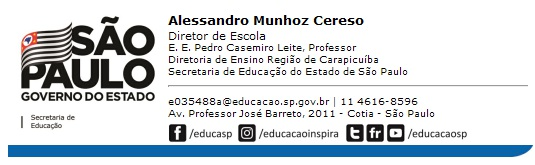 SÃO
PAULO
GOVERNO DO ESTADO
Secretaria de
Educação
Alessandro Munhoz Cereso
Diretor de Escola
E. E. Pedro Casemiro Leite, Professor
Diretoria de Ensino Região de Carapicuíba
Secretaria de Educação do Estado de São Paulo
e035488a@educacao.sp.gov.br | 11 4616-8596
Av. Professor José Barreto, 2011 - Cotia - São Paulo
/educasp /educacaoinspira /educacaosp